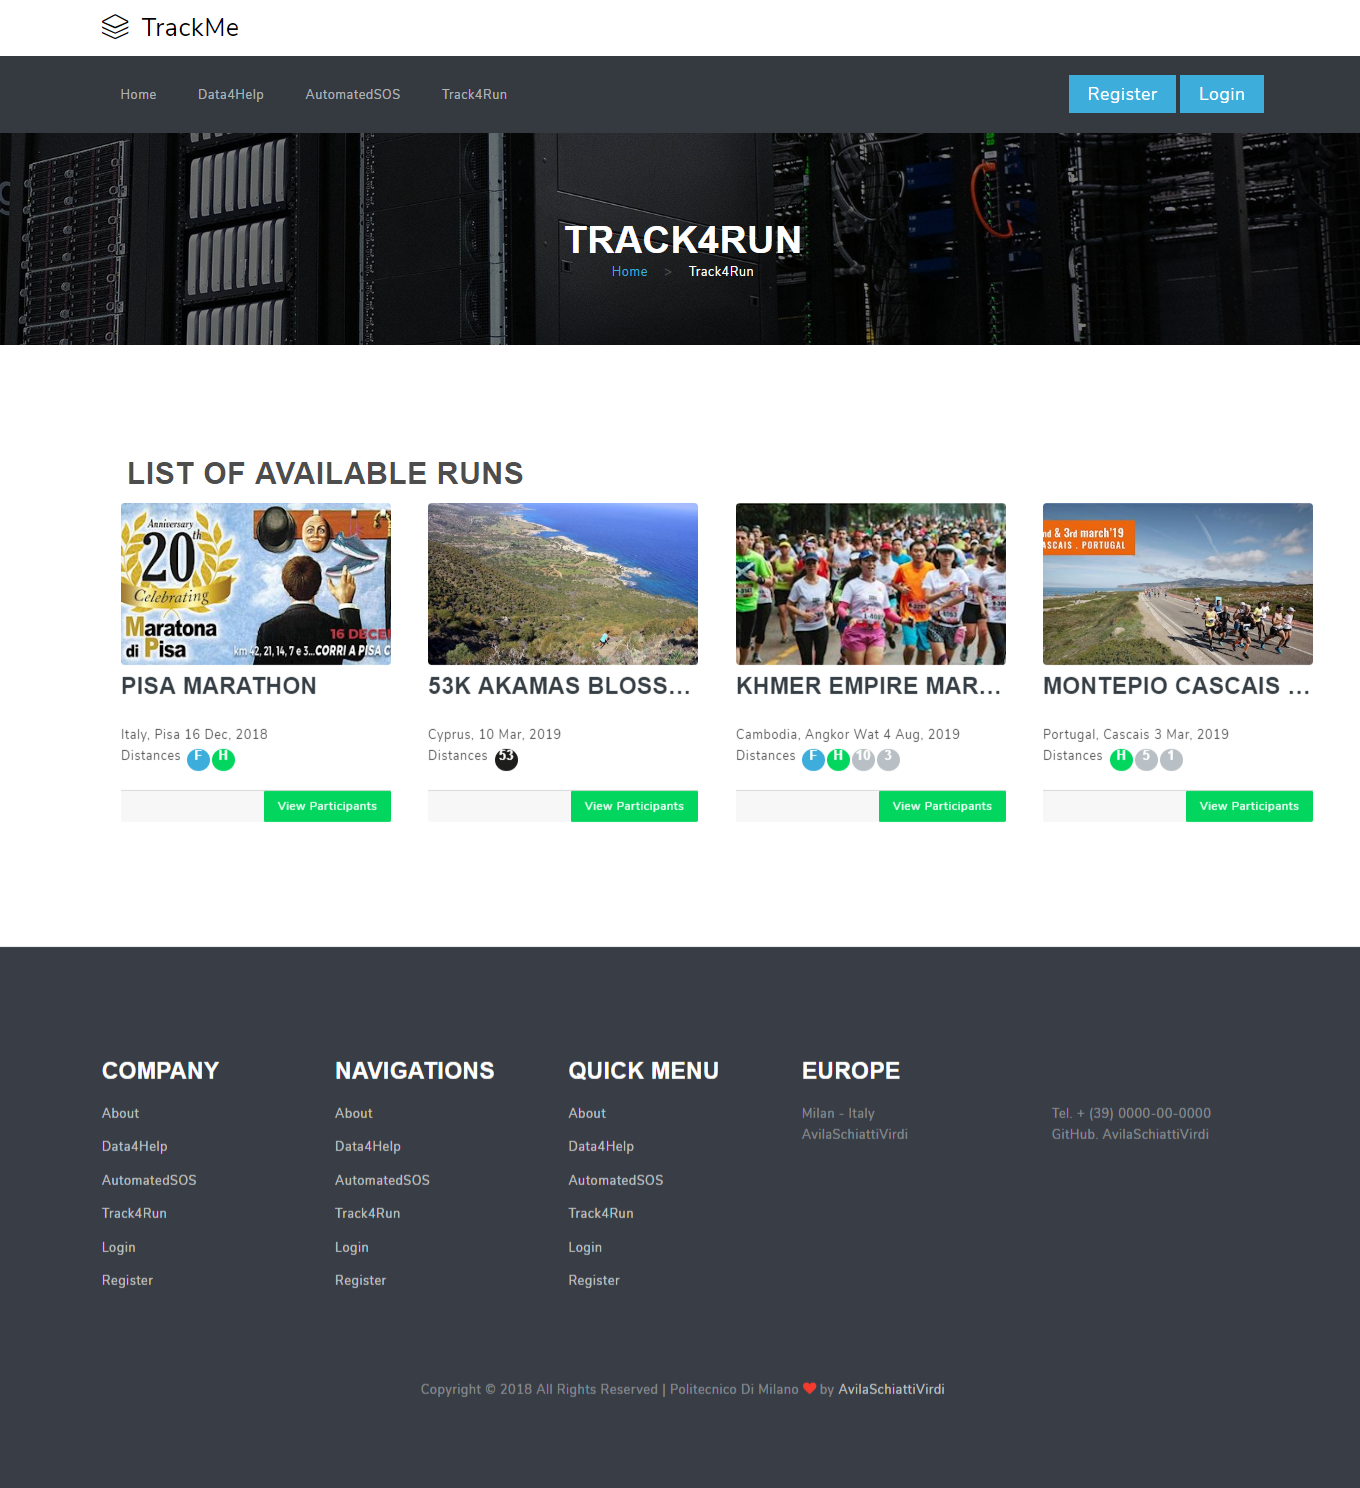 TrackMe
Home Data4Help AutomatedSOS Track4Run Register Login
TRACK4RUN
Home > Track4Run
LIST OF AVAILABLE RUNS
Anniversary
20th
Celebrating
Maratona
di Pisa
16 DECE
km 42, 21, 14, 7 e 3... CORRI A PISA C
nd & 3rd march'19
ASCAIS . PORTUGAL
PISA MARATHON
Italy, Pisa 16 Dec, 2018
Distances F H
View Participants
53K AKAMAS BLOSS...
Cyprus, 10 Mar, 2019
Distances 53
View Participants
KHMER EMPIRE MAR...
Cambodia, Angkor Wat 4 Aug, 2019
Distances F H 10 3
View Participants
MONTEPIO CASCAIS ...
Portugal, Cascais 3 Mar, 2019
Distances H 5 1
View Participants
COMPANY
About
Data4Help
AutomatedSOS
Track4Run
Login
Register
NAVIGATIONS
About
Data4Help
AutomatedSOS
Track4Run
Login
Register
QUICK MENU
About
Data4Help
AutomatedSOS
Track4Run
Login
Register
EUROPE
Milan - Italy
AvilaSchiattiVirdi
Tel. + (39) 0000-00-0000
GitHub. AvilaSchiattiVirdi
Copyright © 2018 All Rights Reserved | Politecnico Di Milano ❤ by AvilaSchiattiVirdi